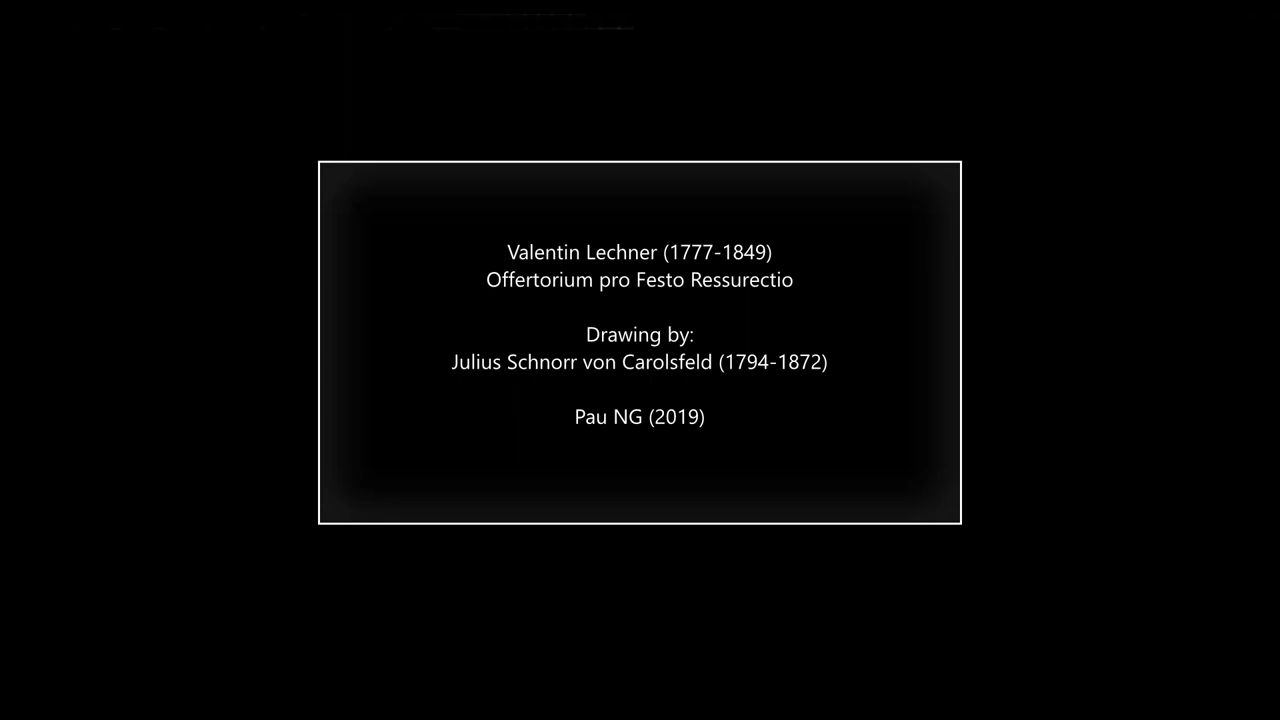 Valentin Lechner (1777-1849)
Offertorium pro Festo Ressurectio
Drawing by:
Julius Schnorr von Carolsfeld (1794-1872)
Pau NG (2019)